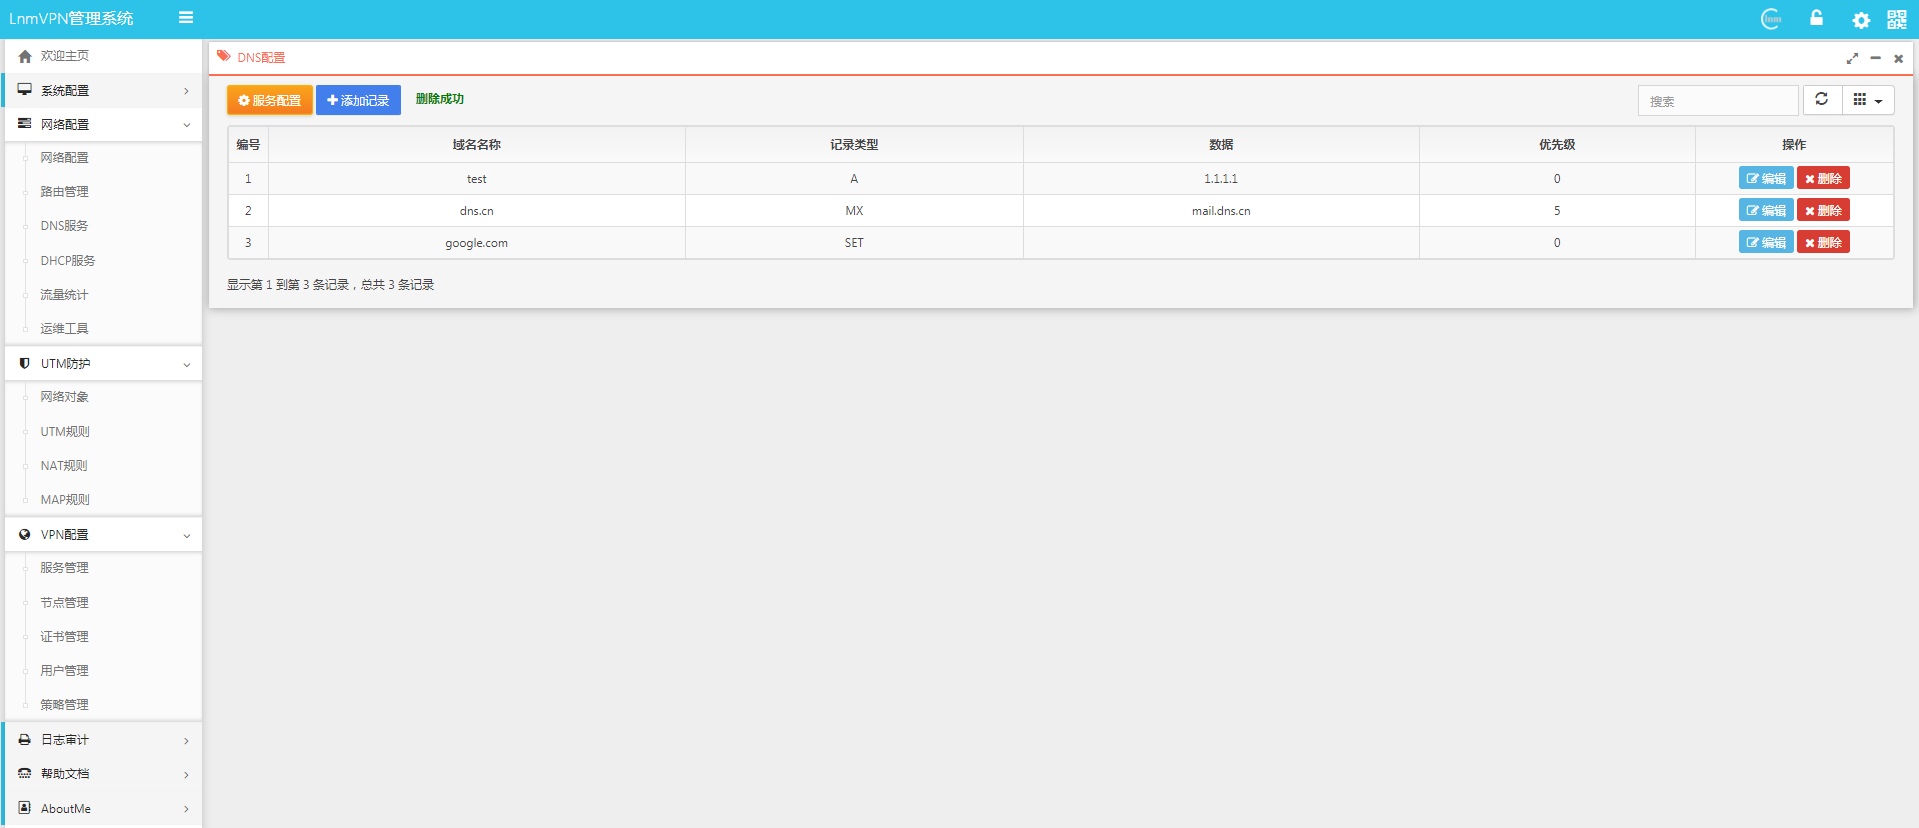 LnmVPN管理系统
lnm
欢迎主页
系统配置
网络配置
网络配置
路由管理
DNS服务
DHCP服务
流量统计
运维工具
UTM防护
网络对象
UTM规则
NAT规则
MAP规则
VPN配置
服务管理
节点管理
证书管理
用户管理
策略管理
日志审计
帮助文档
AboutMe
DNS配置
服务配置 添加记录 删除成功 搜索
编号 域名名称 记录类型 数据 优先级 操作
1 test A 1.1.1.1 0 编辑 删除
2 dns.cn MX mail.dns.cn 5 编辑 删除
3 google.com SET 0 编辑 删除
显示第 1 到第 3 条记录，总共 3 条记录